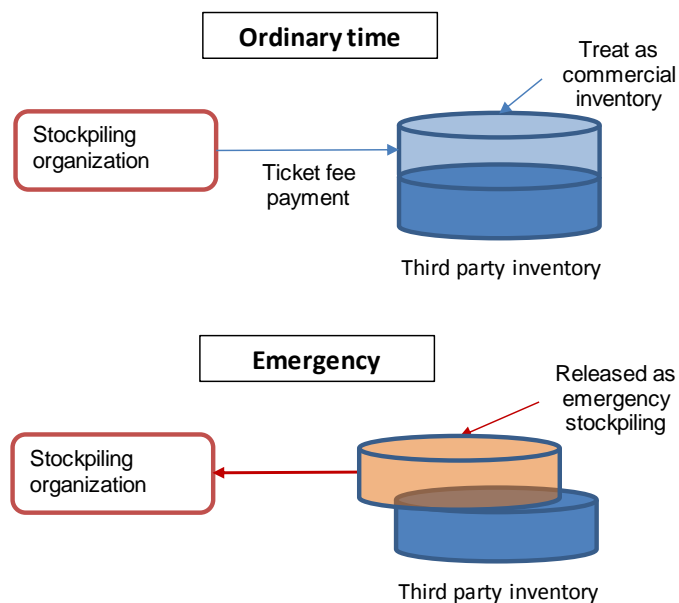 Ordinary time
Treat as
commercial
inventory
Stockpiling
organization
Ticket fee
payment
Third party inventory
Emergency
Released as
emergency
stockpiling
Stockpiling
organization
Third party inventory